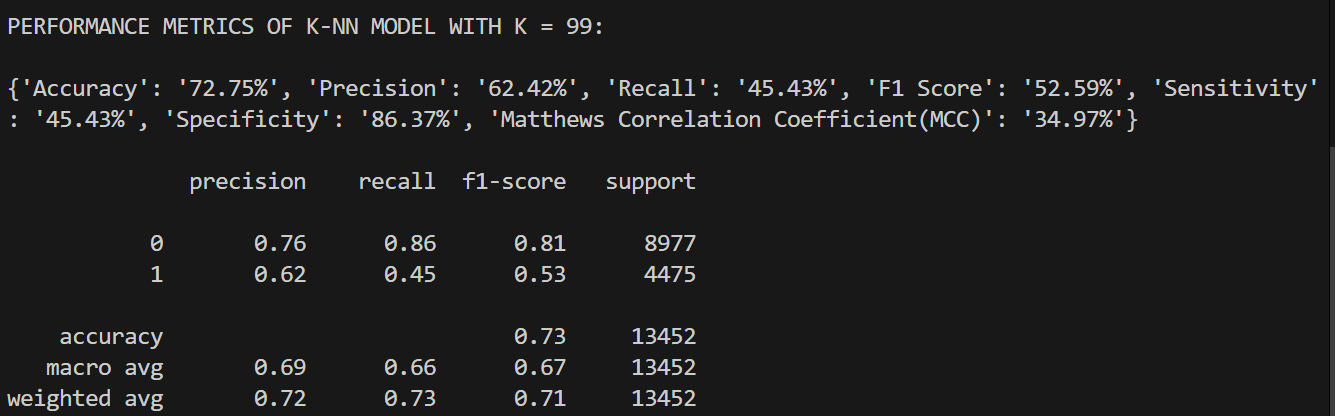 PERFORMANCE METRICS OF K-NN MODEL WITH K = 99:
{'Accuracy': '72.75%', 'Precision': '62.42%', 'Recall': '45.43%', 'F1 Score': '52.59%', 'Sensitivity'
: '45.43%', 'Specificity': '86.37%', 'Matthews Correlation Coefficient(MCC)': '34.97%'}
precision recall f1-score support
0 0.76 0.86 0.81 8977
1 0.62 0.45 0.53 4475
accuracy 0.73 13452
macro avg 0.69 0.66 0.67 13452
weighted avg 0.72 0.73 0.71 13452